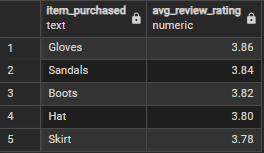 item_purchased avg_review_rating
text numeric
1 Gloves 3.86
2 Sandals 3.84
3 Boots 3.82
4 Hat 3.80
5 Skirt 3.78